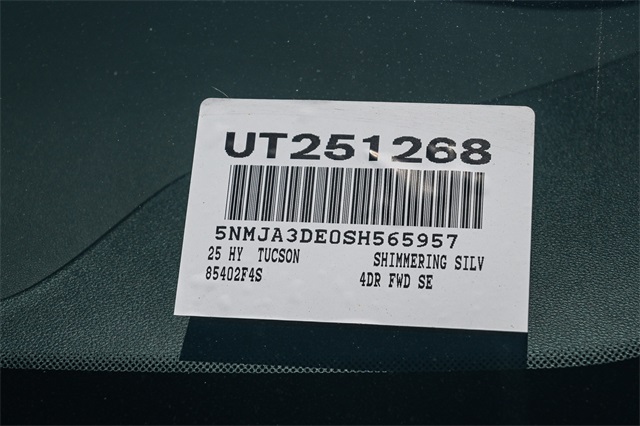 UT251268
5NMJA3DE0SH565957
25 HY TUCSON SHIMMERING SILV
85402F4S 4DR FWD SE